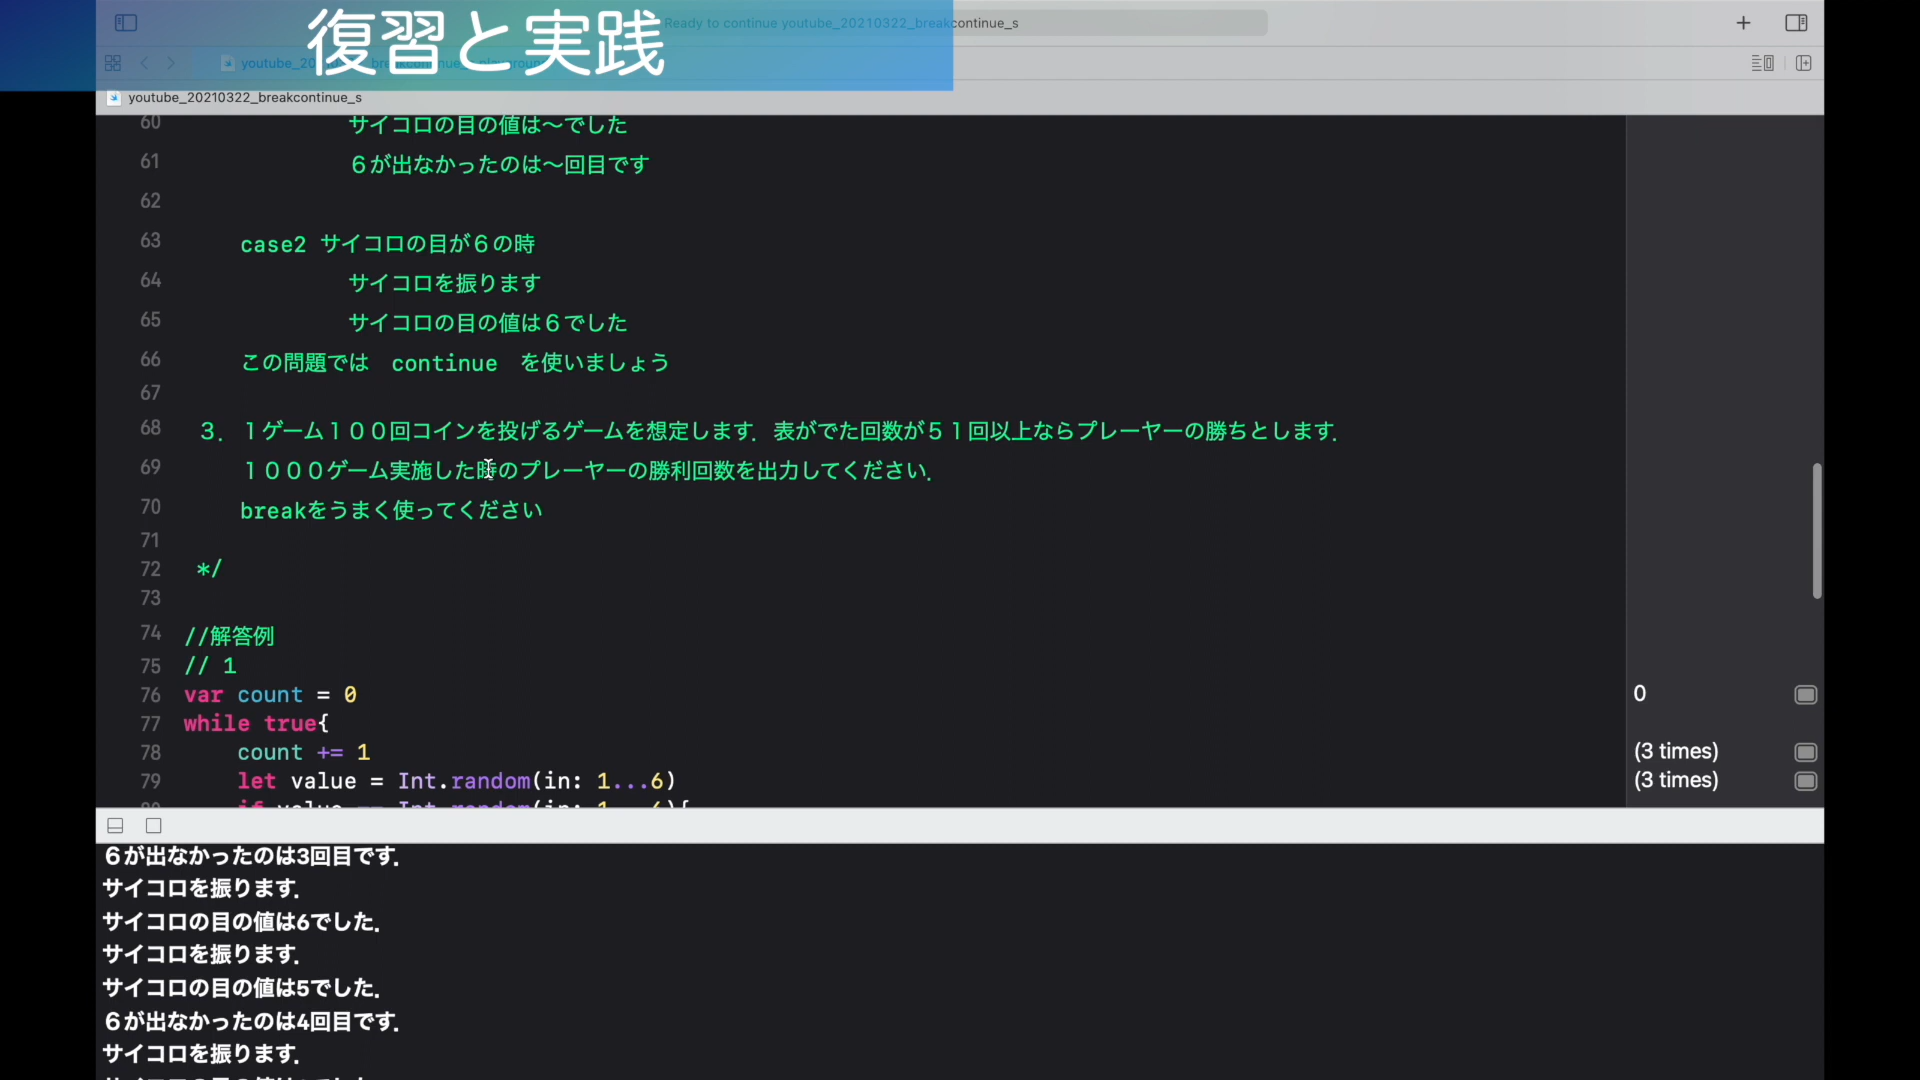 復習と実践
Ready to continue youtube_20210322_breakcontinue_s
youtube_20210322_breakcontinue_s
60 サイコロの目の値は〜でした
61 ６が出なかったのは〜回目です
62
63 case2 サイコロの目が６の時
64 サイコロを振ります
65 サイコロの目の値は６でした
66 この問題では　continue　を使いましょう
67
68 ３．１ゲーム１００回コインを投げるゲームを想定します．表がでた回数が５１回以上ならプレーヤーの勝ちとします．
69 １０００ゲーム実施した時のプレーヤーの勝利回数を出力してください．
70 breakをうまく使ってください
71
72 */
73
74 //解答例
75 // 1
76 var count = 0
0
77 while true{
78 count += 1
(3 times)
79 let value = Int.random(in: 1...6)
(3 times)
６が出なかったのは3回目です．
サイコロを振ります．
サイコロの目の値は6でした．
サイコロを振ります．
サイコロの目の値は5でした．
６が出なかったのは4回目です．
サイコロを振ります．